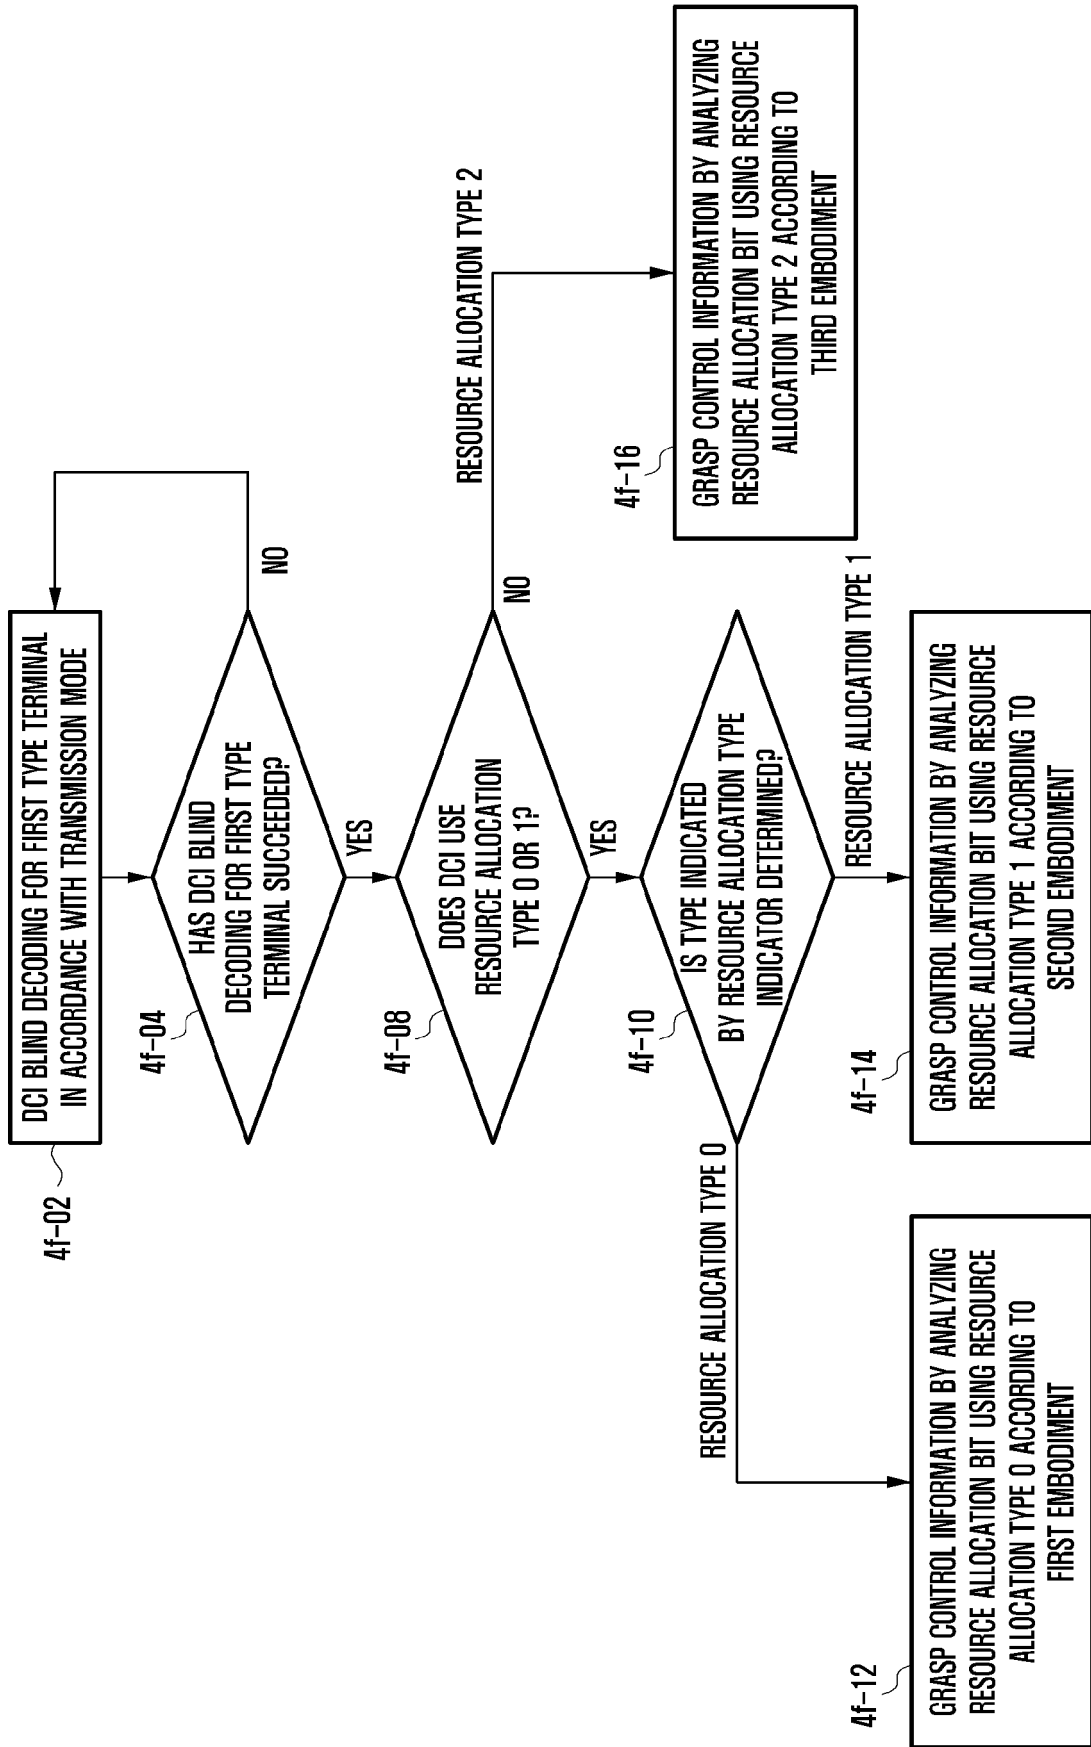 DCI BLIND DECODING FOR FIRST TYPE TERMINAL
IN ACCORDANCE WITH TRANSMISSION MODE
4f-02
HAS DCI BLIND
DECODING FOR FIRST TYPE
TERMINAL SUCCEEDED?
4f-04
NO
YES
DOES DCI USE
RESOURCE ALLOCATION
TYPE 0 OR 1?
4f-08
NO
RESOURCE ALLOCATION TYPE 2
YES
IS TYPE INDICATED
BY RESOURCE ALLOCATION TYPE
INDICATOR DETERMINED?
4f-10
RESOURCE ALLOCATION TYPE 0
RESOURCE ALLOCATION TYPE 1
4f-12
GRASP CONTROL INFORMATION BY ANALYZING
RESOURCE ALLOCATION BIT USING RESOURCE
ALLOCATION TYPE 0 ACCORDING TO
FIRST EMBODIMENT
4f-14
GRASP CONTROL INFORMATION BY ANALYZING
RESOURCE ALLOCATION BIT USING RESOURCE
ALLOCATION TYPE 1 ACCORDING TO
SECOND EMBODIMENT
4f-16
GRASP CONTROL INFORMATION BY ANALYZING
RESOURCE ALLOCATION BIT USING RESOURCE
ALLOCATION TYPE 2 ACCORDING TO
THIRD EMBODIMENT